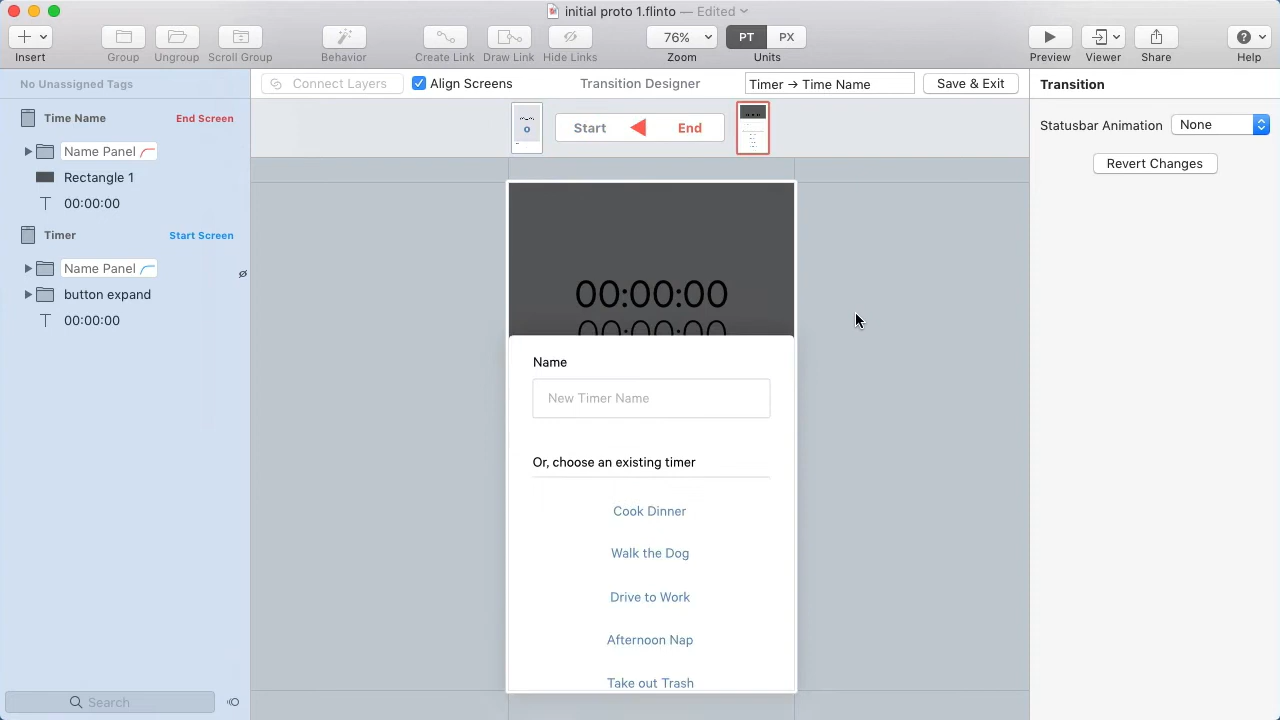 initial proto 1.flinto — Edited
76%
PT
PX
Insert
Group
Ungroup
Scroll Group
Behavior
Create Link
Draw Link
Hide Links
Zoom
Units
Preview
Viewer
Share
Help
No Unassigned Tags
Connect Layers
Align Screens
Transition Designer
Timer → Time Name
Save & Exit
Transition
Time Name
End Screen
Name Panel
Rectangle 1
00:00:00
Timer
Start Screen
Name Panel
button expand
00:00:00
Search
Start
End
Statusbar Animation
None
Revert Changes
00:00:00
00:00:00
Name
New Timer Name
Or, choose an existing timer
Cook Dinner
Walk the Dog
Drive to Work
Afternoon Nap
Take out Trash